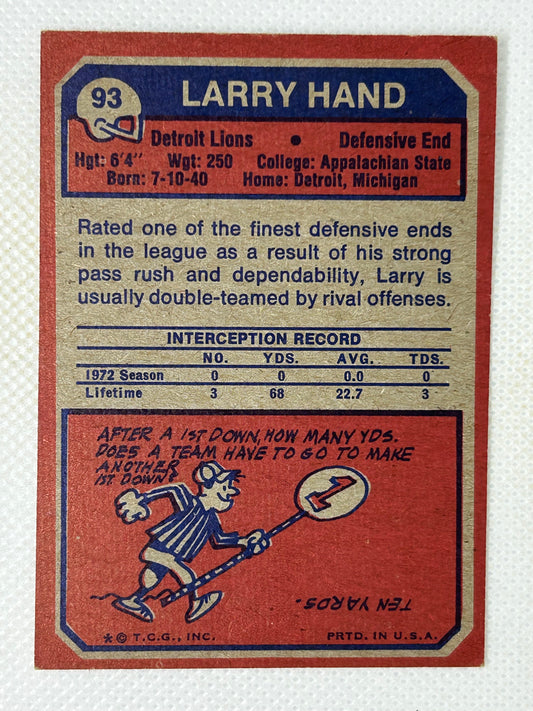 93
LARRY HAND
Detroit Lions • Defensive End
Hgt: 6'4" Wgt: 250 College: Appalachian State
Born: 7-10-40 Home: Detroit, Michigan
Rated one of the finest defensive ends
in the league as a result of his strong
pass rush and dependability, Larry is
usually double-teamed by rival offenses.
INTERCEPTION RECORD
NO. YDS. AVG. TDS.
1972 Season 0 0 0.0 0
Lifetime 3 68 22.7 3
AFTER A 1ST DOWN, HOW MANY YDS.
DOES A TEAM HAVE TO GO TO MAKE
ANOTHER
1ST DOWN?
1
TEN YARDS.
*© T.C.G., INC. PRTD. IN U.S.A.